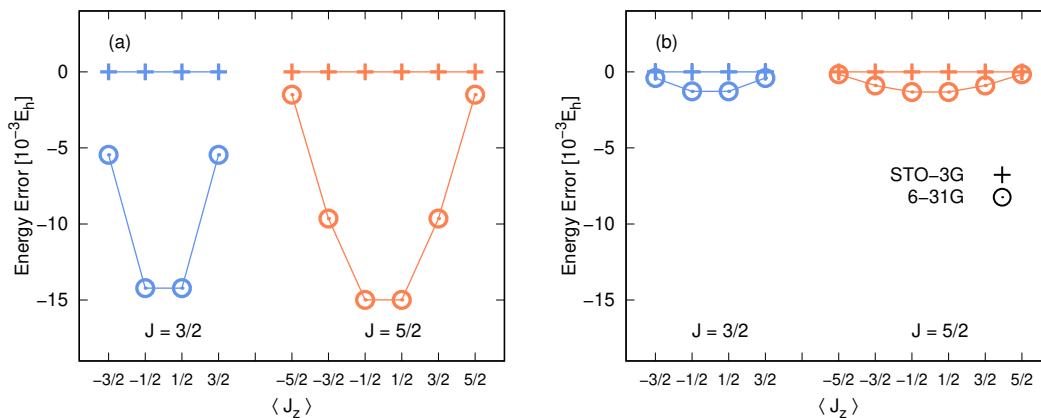 (a)
Energy Error [10⁻³Eₕ]
0
−5
−10
−15
J = 3/2
J = 5/2
−3/2 −1/2 1/2 3/2 −5/2 −3/2 −1/2 1/2 3/2 5/2
⟨ J_z ⟩
(b)
Energy Error [10⁻³Eₕ]
0
−5
−10
−15
STO−3G
6−31G
J = 3/2
J = 5/2
−3/2 −1/2 1/2 3/2 −5/2 −3/2 −1/2 1/2 3/2 5/2
⟨ J_z ⟩